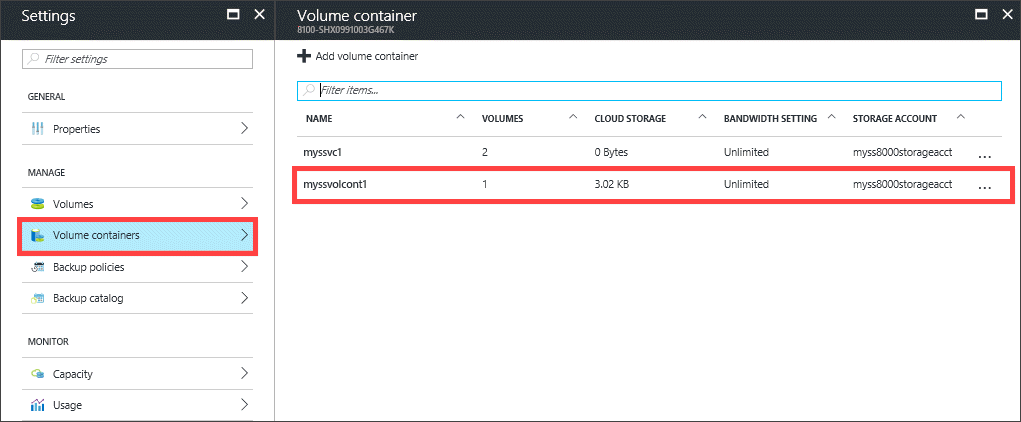 Settings
Filter settings
GENERAL
Properties
MANAGE
Volumes
Volume containers
Backup policies
Backup catalog
MONITOR
Capacity
Usage
Volume container
8100-SHX0991003G467K
Add volume container
Filter items...
NAME VOLUMES CLOUD STORAGE BANDWIDTH SETTING STORAGE ACCOUNT
myssvc1 2 0 Bytes Unlimited myss8000storageacct ...
myssvolcont1 1 3.02 KB Unlimited myss8000storageacct ...